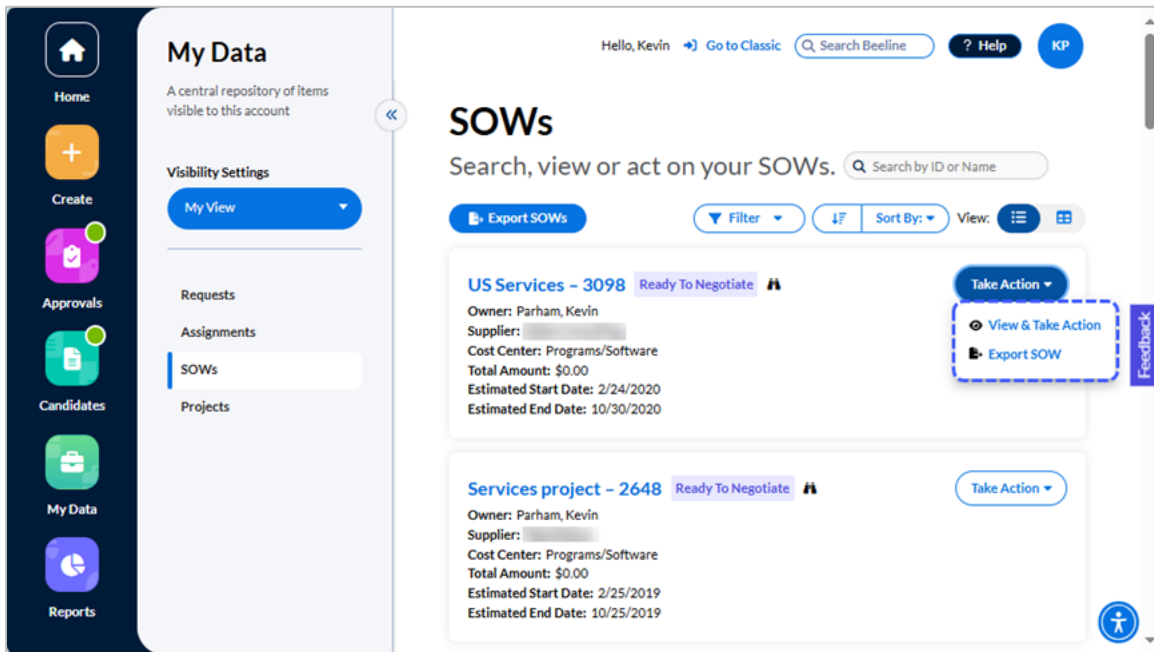 Home
Create
Approvals
Candidates
My Data
Reports
My Data
A central repository of items
visible to this account
Visibility Settings
My View
Requests
Assignments
SOWs
Projects
Hello, Kevin Go to Classic Search Beeline ? Help KP
SOWs
Search, view or act on your SOWs. Search by ID or Name
Export SOWs Filter Sort By: View:
US Services – 3098 Ready To Negotiate Take Action
Owner: Parham, Kevin
Supplier:
Cost Center: Programs/Software
Total Amount: $0.00
Estimated Start Date: 2/24/2020
Estimated End Date: 10/30/2020
View & Take Action
Export SOW
Feedback
Services project – 2648 Ready To Negotiate Take Action
Owner: Parham, Kevin
Supplier:
Cost Center: Programs/Software
Total Amount: $0.00
Estimated Start Date: 2/25/2019
Estimated End Date: 10/25/2019